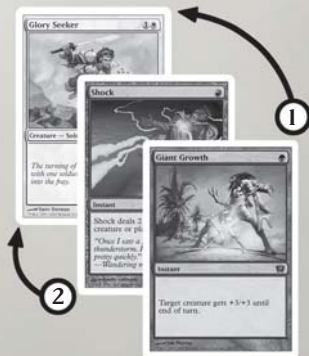 Glory Seeker 1
Creature — Sold
The turning of
with one soldie
into the fray.
Shock
Instant
Shock deals 2
creature or pla
"Once I saw a
thunderstorm. I
pretty quickly."
—Wandering m
Giant Growth
Instant
Target creature gets +3/+3 until
end of turn.
1
2